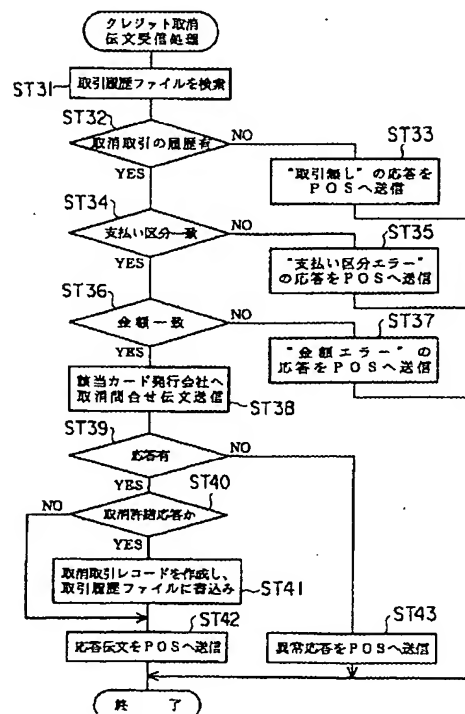 クレジット取消
伝文受信処理
ST31
取引履歴ファイルを検索
ST32
取消取引の履歴有
NO
YES
ST33
"取引無し"の応答を
POSへ送信
ST34
支払い区分一致
NO
YES
ST35
"支払い区分エラー"
の応答をPOSへ送信
ST36
金額一致
NO
YES
ST37
"金額エラー"の
応答をPOSへ送信
該当カード発行会社へ
取消問合せ伝文送信
ST38
ST39
応答有
NO
YES
ST40
NO
取消許諾応答か
YES
取消取引レコードを作成し、
取引履歴ファイルに書込み
ST41
ST42
応答伝文をPOSへ送信
ST43
異常応答をPOSへ送信
終了